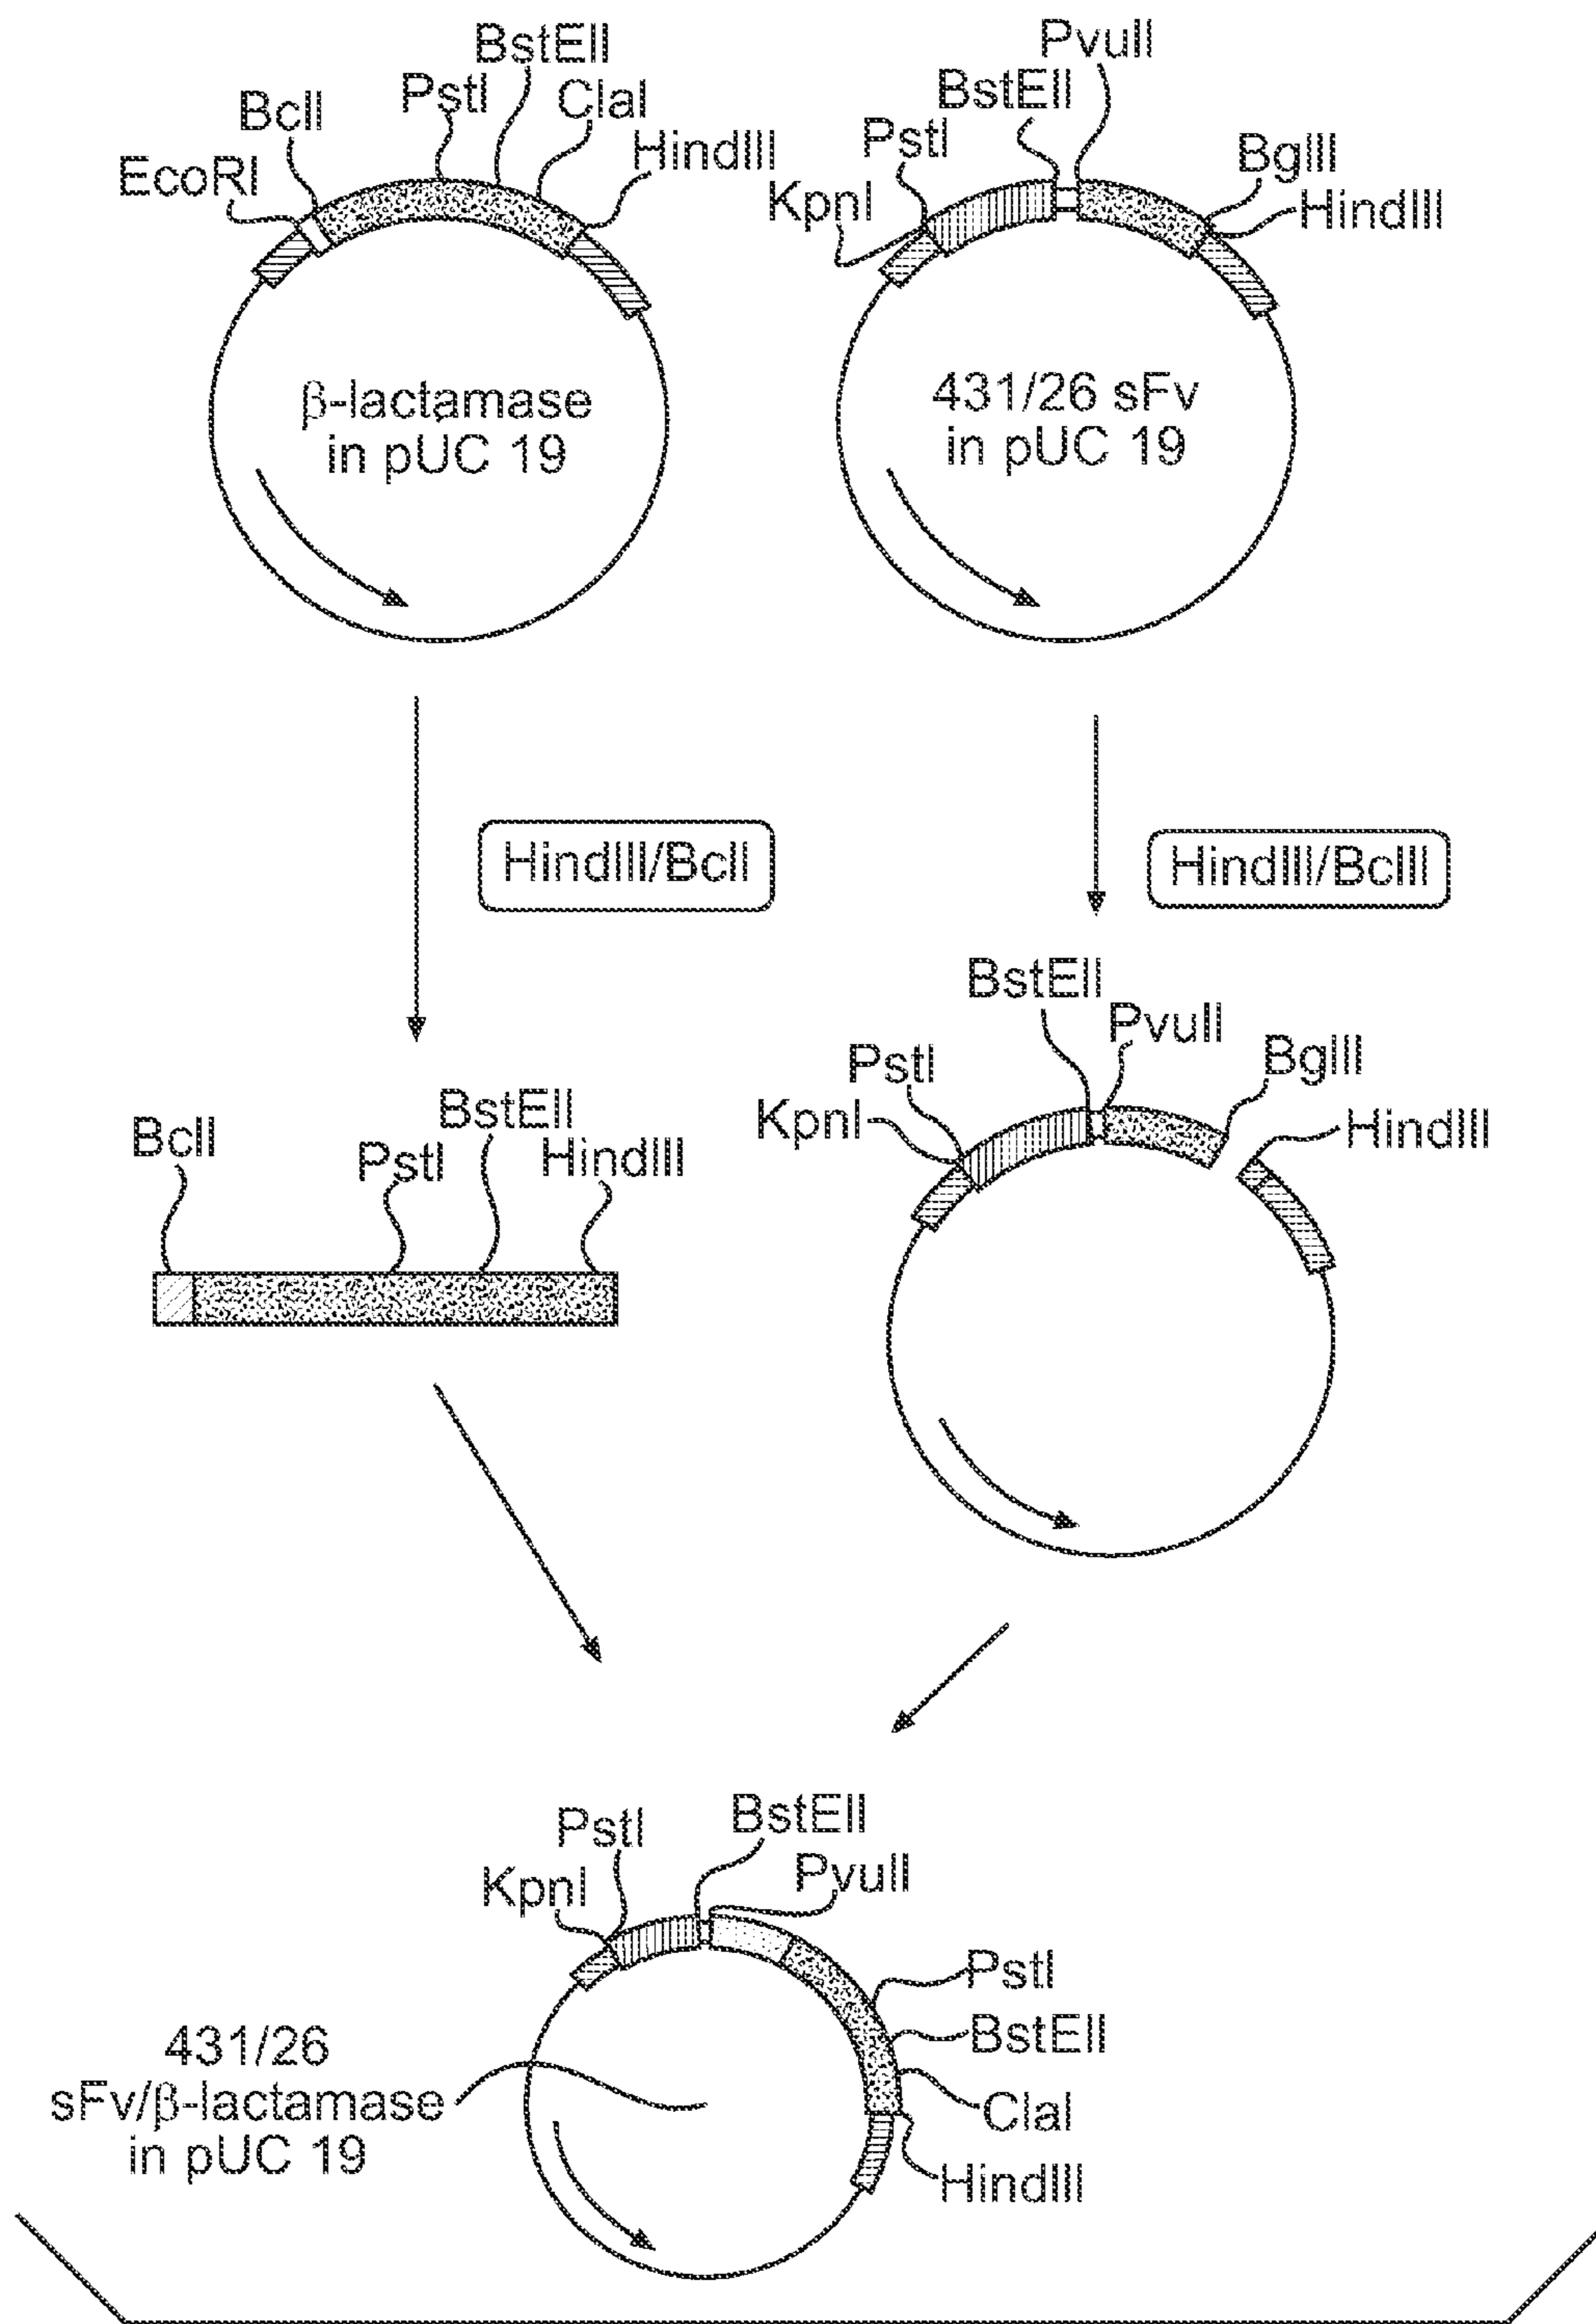 BstEII
PstI
ClaI
BclI
HindIII
EcoRI
β-lactamase
in pUC 19
PvuII
BstEII
PstI
BglII
KpnI
HindIII
431/26 sFv
in pUC 19
HindIII/BclI
HindIII/BclII
BclI
PstI
BstEII
HindIII
BstEII
PvuII
PstI
BglII
KpnI
HindIII
PstI
BstEII
KpnI
PvuII
PstI
BstEII
ClaI
HindIII
431/26
sFv/β-lactamase
in pUC 19